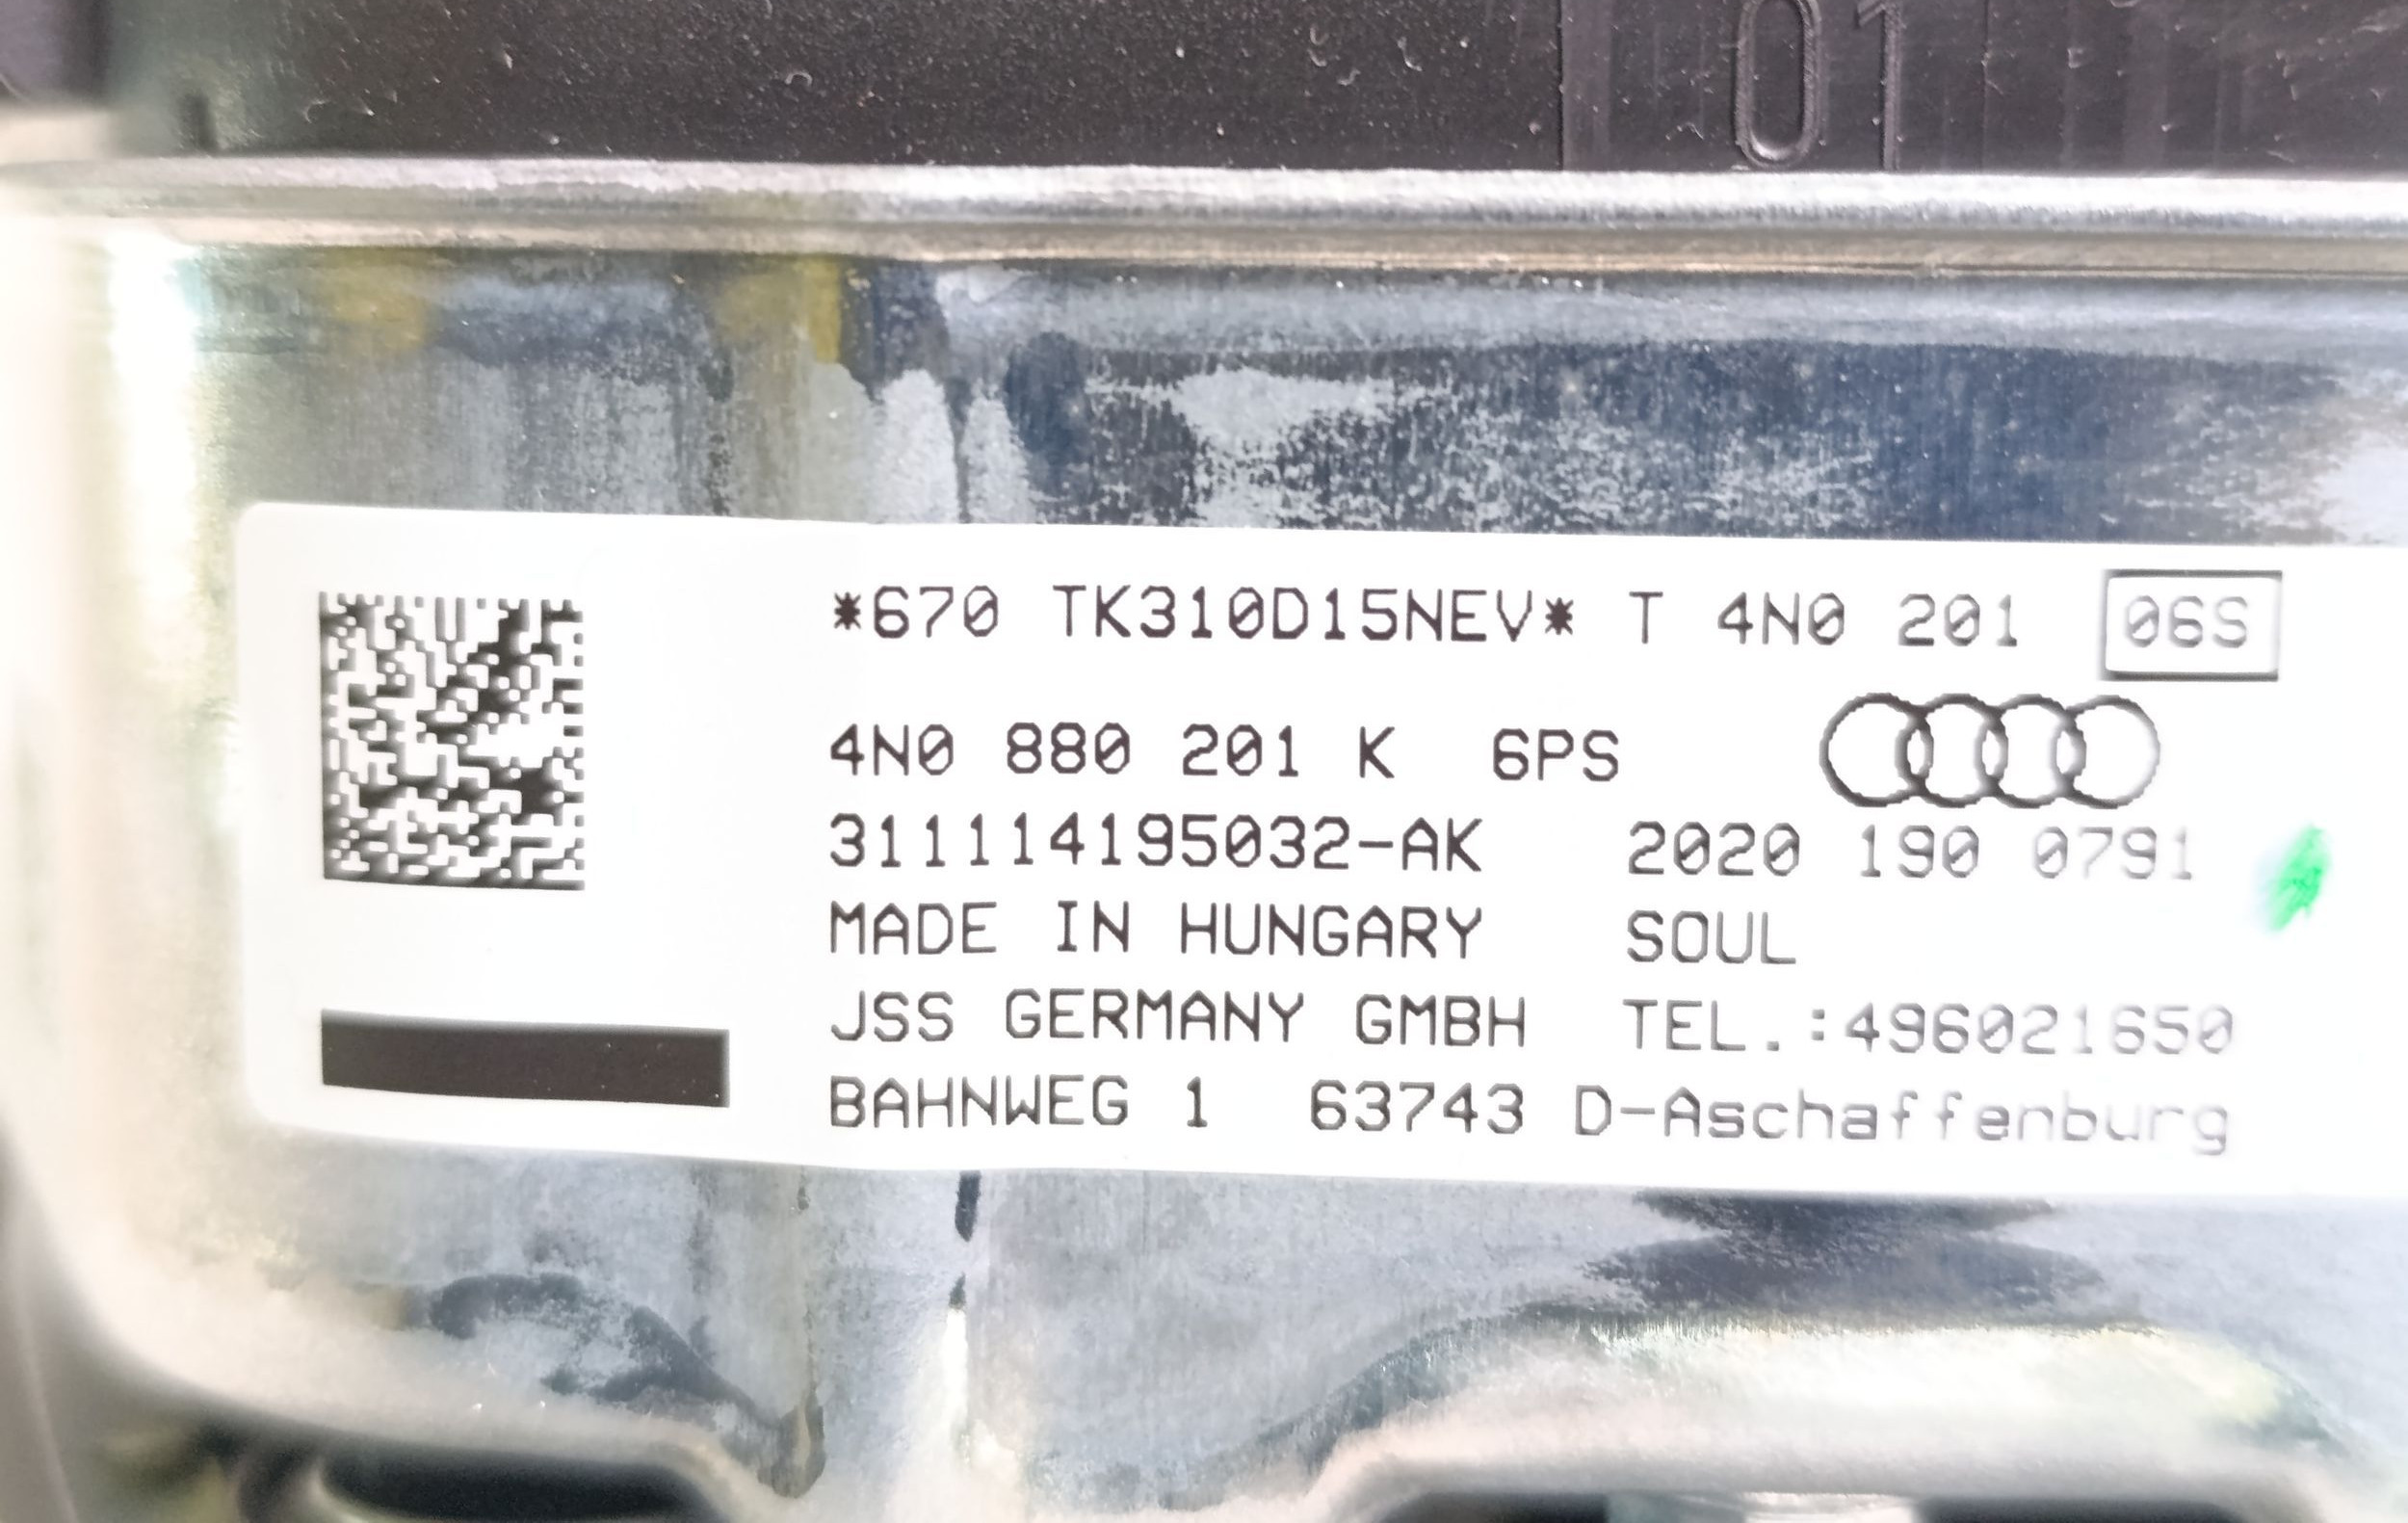 01
*670 TK310D15NEV* T 4N0 201 06S
4N0 880 201 K 6PS
311114195032-AK 2020 190 0791
MADE IN HUNGARY SOUL
JSS GERMANY GMBH TEL.:496021650
BAHNWEG 1 63743 D-Aschaffenburg